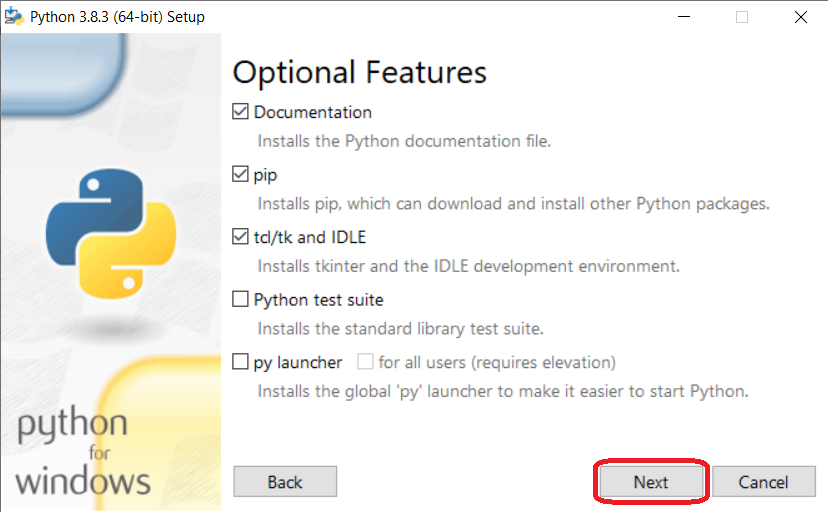 Python 3.8.3 (64-bit) Setup
Optional Features
Documentation
Installs the Python documentation file.
pip
Installs pip, which can download and install other Python packages.
tcl/tk and IDLE
Installs tkinter and the IDLE development environment.
Python test suite
Installs the standard library test suite.
py launcher for all users (requires elevation)
Installs the global 'py' launcher to make it easier to start Python.
python
for
windows
Back Next Cancel